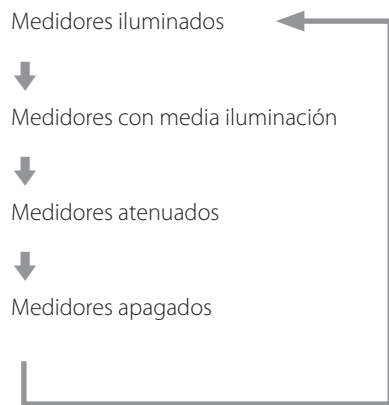 Medidores iluminados
Medidores con media iluminación
Medidores atenuados
Medidores apagados